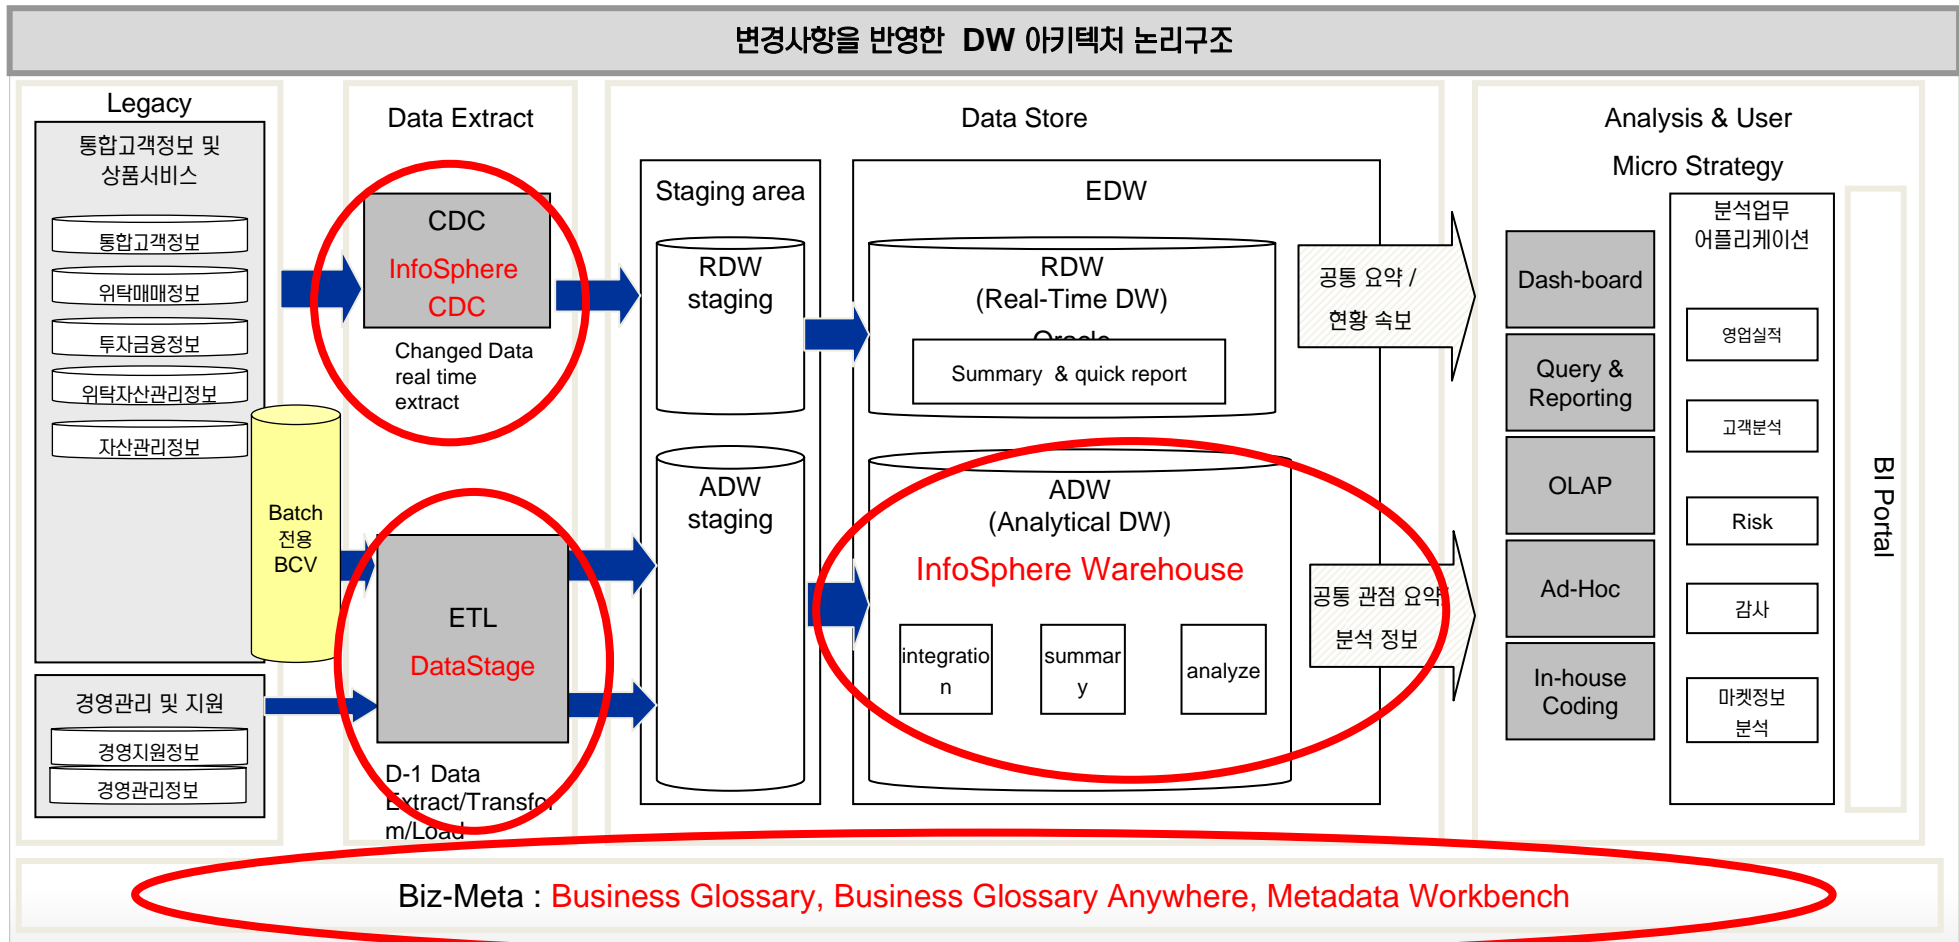 변경사항을 반영한 DW 아키텍처 논리구조
Legacy
통합고객정보 및
상품서비스
통합고객정보
위탁매매정보
투자금융정보
위탁자산관리정보
자산관리정보
Batch
전용
BCV
경영관리 및 지원
경영지원정보
경영관리정보
Data Extract
CDC
InfoSphere
CDC
Changed Data
real time
extract
ETL
DataStage
D-1 Data
Extract/Transfor
m/Load
Data Store
Staging area
RDW
staging
ADW
staging
EDW
RDW
(Real-Time DW)
Oracle
Summary & quick report
ADW
(Analytical DW)
InfoSphere Warehouse
integratio
n
summar
y
analyze
공통 요약 /
현황 속보
공통 관점 요약/
분석 정보
Analysis & User
Micro Strategy
Dash-board
Query &
Reporting
OLAP
Ad-Hoc
In-house
Coding
분석업무
어플리케이션
영업실적
고객분석
Risk
감사
마켓정보
분석
BI Portal
Biz-Meta : Business Glossary, Business Glossary Anywhere, Metadata Workbench